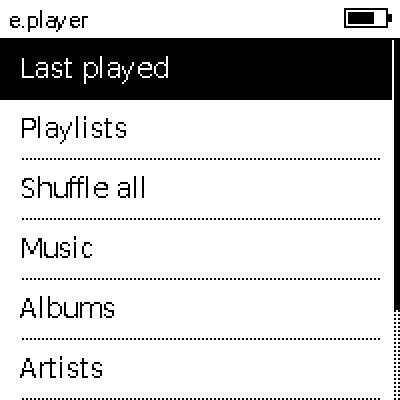 e.player
Last played
Playlists
Shuffle all
Music
Albums
Artists